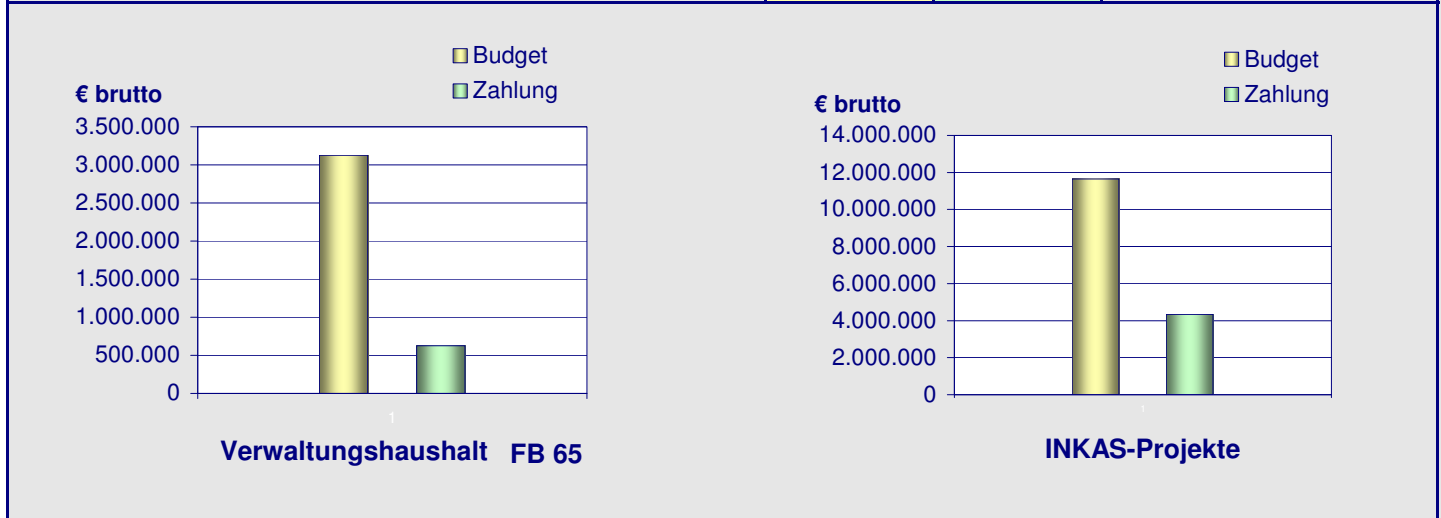 Budget
Zahlung
€ brutto
3.500.000
3.000.000
2.500.000
2.000.000
1.500.000
1.000.000
500.000
0
1
Verwaltungshaushalt FB 65
Budget
Zahlung
€ brutto
14.000.000
12.000.000
10.000.000
8.000.000
6.000.000
4.000.000
2.000.000
0
1
INKAS-Projekte